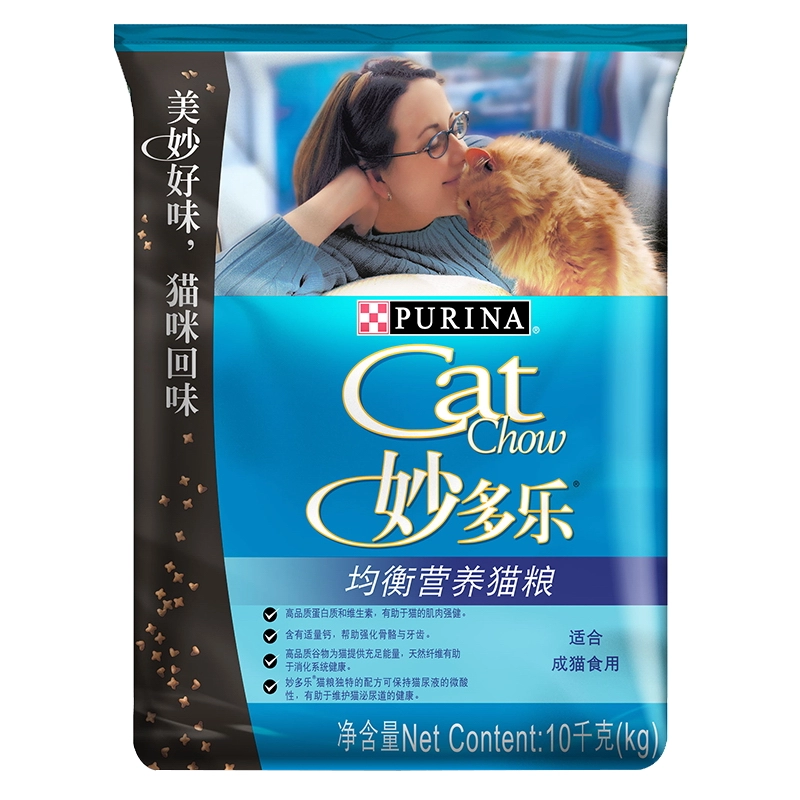 美妙好味，猫咪回味
PURINA®
Cat
Chow
妙多乐®
均衡营养猫粮
高品质蛋白质和维生素，有助于猫的肌肉强健。
含有适量钙，帮助强化骨骼与牙齿。
高品质谷物为猫提供充足能量，天然纤维有助
于消化系统健康。
妙多乐®猫粮独特的配方可保持猫尿液的微酸
性，有助于维护猫泌尿道的健康。
适合
成猫食用
净含量Net Content:10千克(kg)